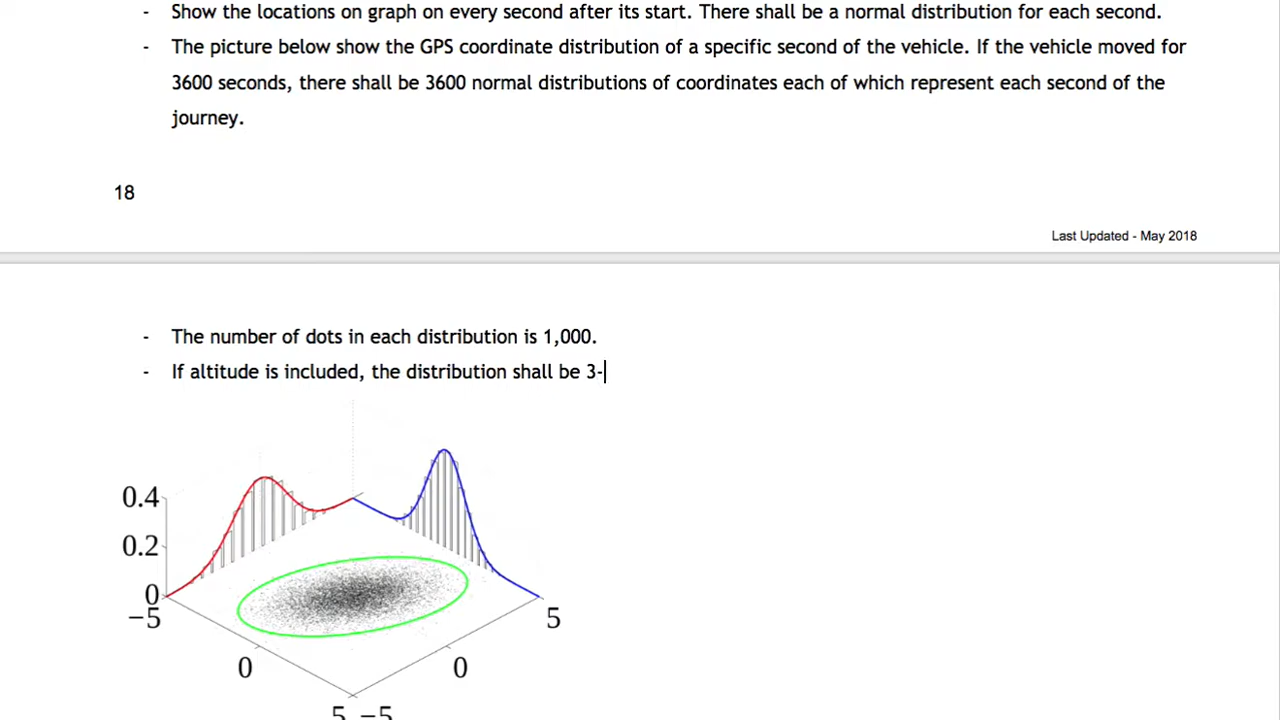 - Show the locations on graph on every second after its start. There shall be a normal distribution for each second.
- The picture below show the GPS coordinate distribution of a specific second of the vehicle. If the vehicle moved for
3600 seconds, there shall be 3600 normal distributions of coordinates each of which represent each second of the
journey.
18
Last Updated - May 2018
- The number of dots in each distribution is 1,000.
- If altitude is included, the distribution shall be 3-
0.4
0.2
0
−5
5
0
0
5
−5